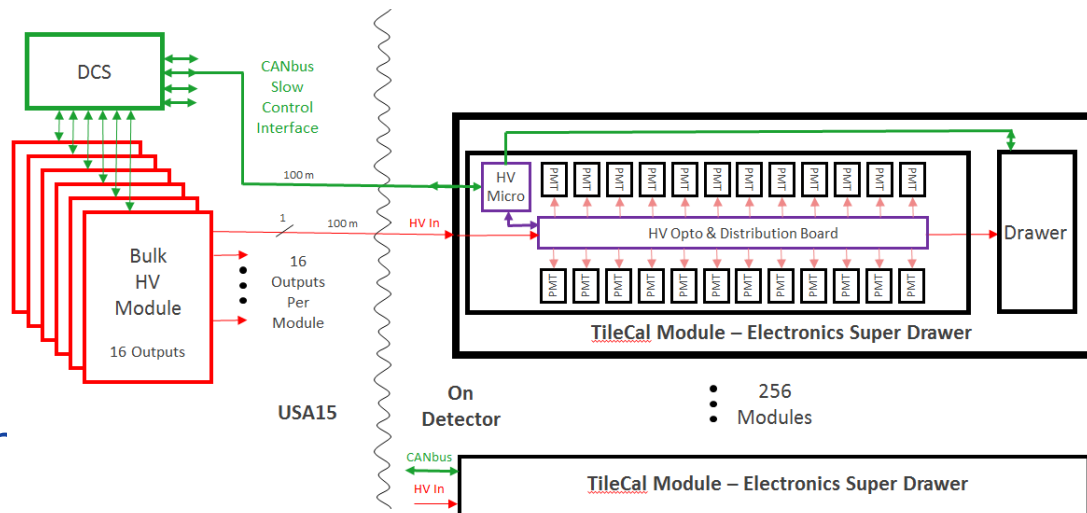 DCS
CANbus
Slow
Control
Interface
100 m
Bulk
HV
Module
16 Outputs
1
100 m
HV In
16
Outputs
Per
Module
USA15
On
Detector
HV
Micro
PMT PMT PMT PMT PMT PMT PMT PMT PMT PMT PMT PMT
HV Opto & Distribution Board
PMT PMT PMT PMT PMT PMT PMT PMT PMT PMT PMT PMT
Drawer
TileCal Module – Electronics Super Drawer
256
Modules
CANbus
HV In
TileCal Module – Electronics Super Drawer